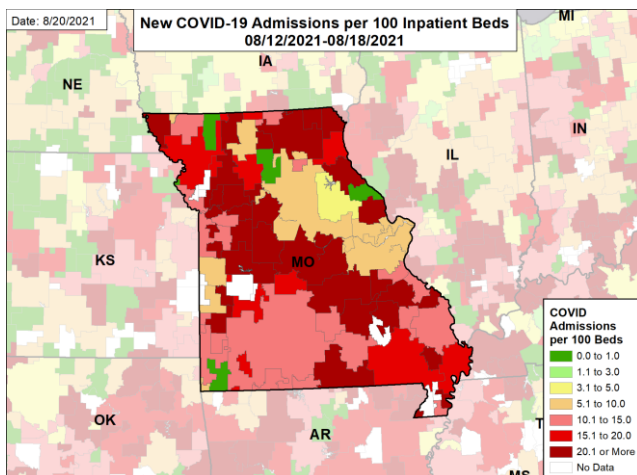 Date: 8/20/2021
New COVID-19 Admissions per 100 Inpatient Beds
08/12/2021-08/18/2021
MI
IA
NE
IN
IL
KS
MO
OK
AR
T
MS
COVID
Admissions
per 100 Beds
0.0 to 1.0
1.1 to 3.0
3.1 to 5.0
5.1 to 10.0
10.1 to 15.0
15.1 to 20.0
20.1 or More
No Data